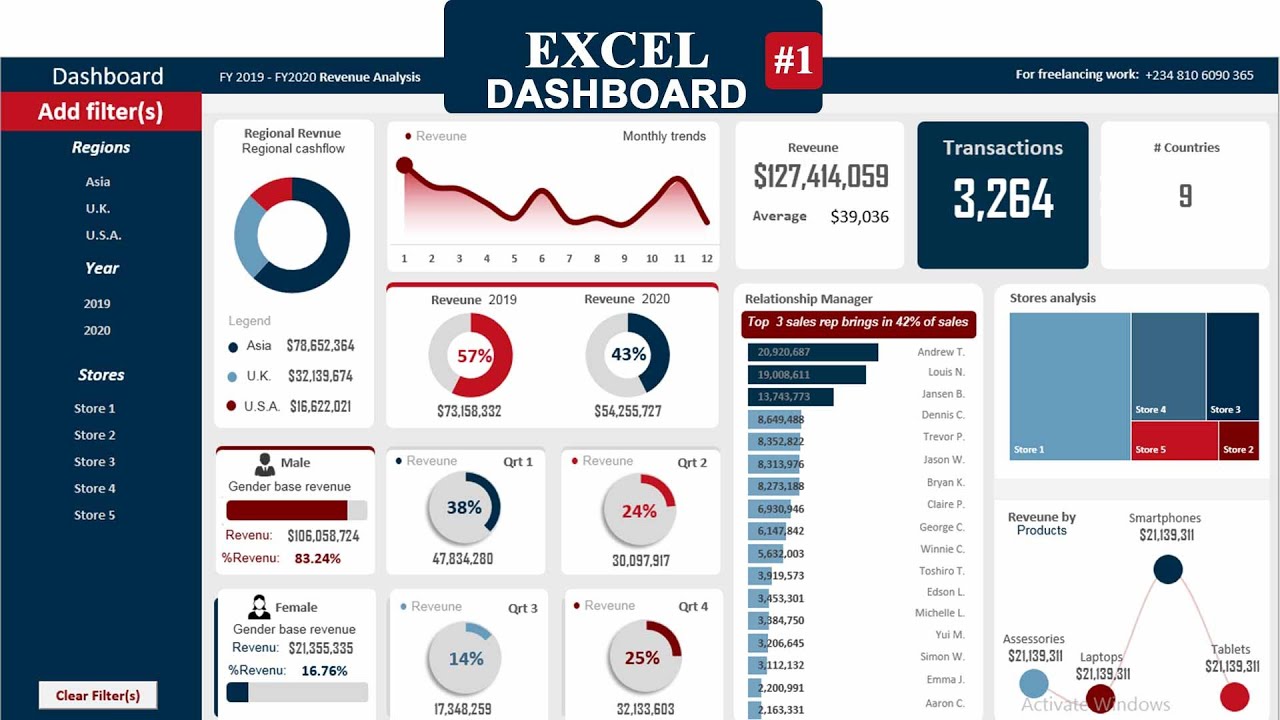 EXCEL
DASHBOARD
#1
Dashboard
FY 2019 - FY2020 Revenue Analysis
For freelancing work: +234 810 6090 365
Add filter(s)
Regions
Asia
U.K.
U.S.A.
Year
2019
2020
Stores
Store 1
Store 2
Store 3
Store 4
Store 5
Clear Filter(s)
Regional Revnue
Regional cashflow
Legend
Asia $78,652,364
U.K. $32,139,674
U.S.A. $16,622,021
Reveune
Monthly trends
1 2 3 4 5 6 7 8 9 10 11 12
Reveune
$127,414,059
Average $39,036
Transactions
3,264
# Countries
9
Reveune 2019
57%
$73,158,332
Reveune 2020
43%
$54,255,727
Male
Gender base revenue
Revenu: $106,058,724
%Revenu: 83.24%
Female
Gender base revenue
Revenu: $21,355,335
%Revenu: 16.76%
Reveune Qrt 1
38%
47,834,280
Reveune Qrt 2
24%
30,097,917
Reveune Qrt 3
14%
17,348,259
Reveune Qrt 4
25%
32,133,603
Relationship Manager
Top 3 sales rep brings in 42% of sales
20,920,687 Andrew T.
19,008,611 Louis N.
13,743,773 Jansen B.
8,649,488 Dennis C.
8,352,822 Trevor P.
8,313,976 Jason W.
8,273,188 Bryan K.
6,930,946 Claire P.
6,147,842 George C.
5,632,003 Winnie C.
3,919,573 Toshiro T.
3,453,301 Edson L.
3,384,750 Michelle L.
3,206,645 Yui M.
3,112,132 Simon W.
2,200,991 Emma J.
2,163,331 Aaron C.
Stores analysis
Store 1
Store 4
Store 3
Store 5
Store 2
Reveune by
Products
Smartphones
$21,139,311
Assessories
$21,139,311
Laptops
$21,139,311
Tablets
$21,139,311
Activate Windows